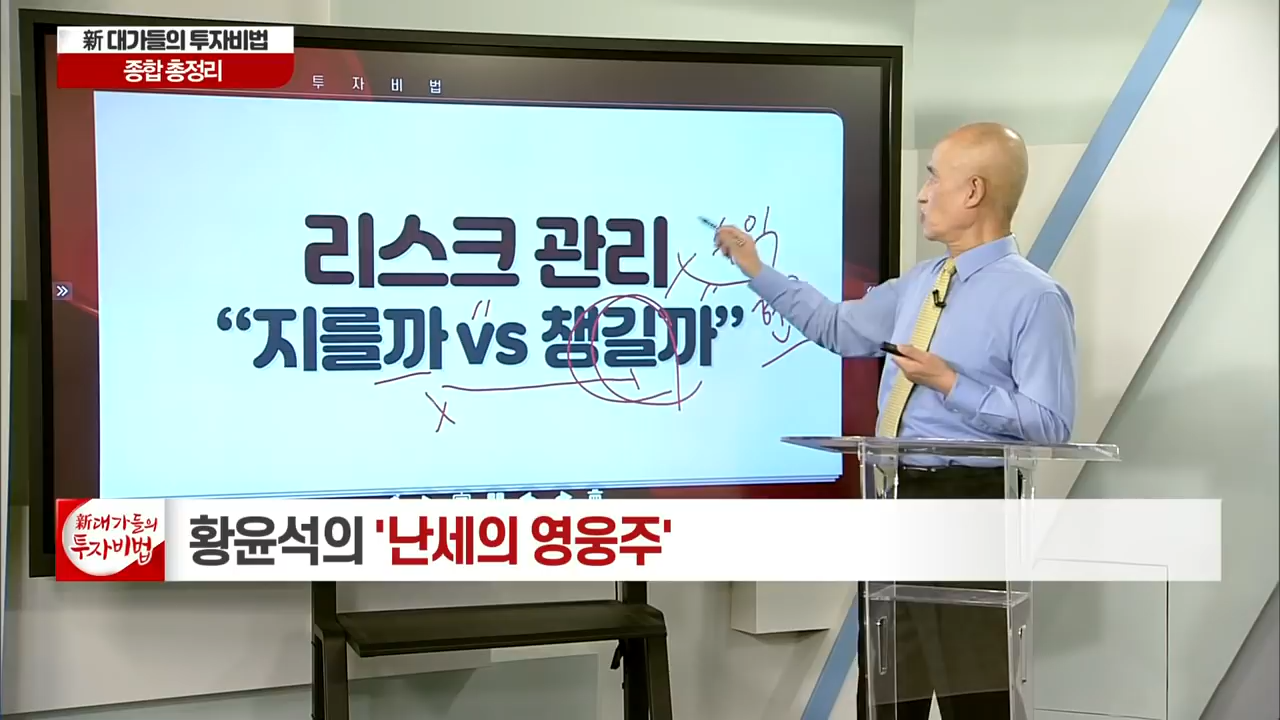 新 대가들의 투자비법
종합 총정리
투자비법
리스크 관리
“지를까 vs 챙길까”
新대가들의
투자비법
황윤석의 '난세의 영웅주'